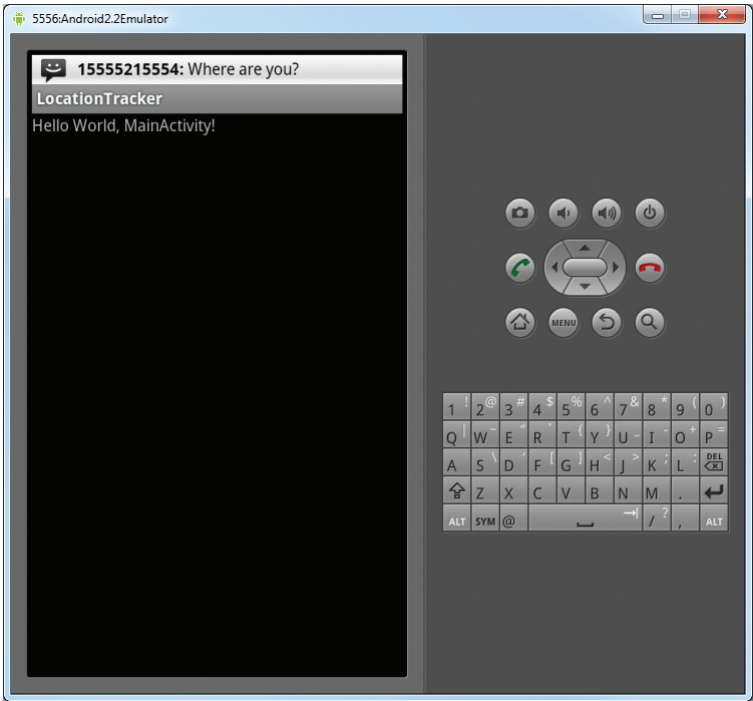 5556:Android2.2Emulator
15555215554: Where are you?
LocationTracker
Hello World, MainActivity!
MENU
1 ! 2 @ 3 # 4 $ 5 % 6 ^ 7 & 8 * 9 ( 0 )
Q | W ~ E " R ` T { Y } U _ I - O + P =
A S \ D ' F [ G ] H < J > K ; L : DEL
Z X C V B N M .
ALT SYM @ / ? , ALT